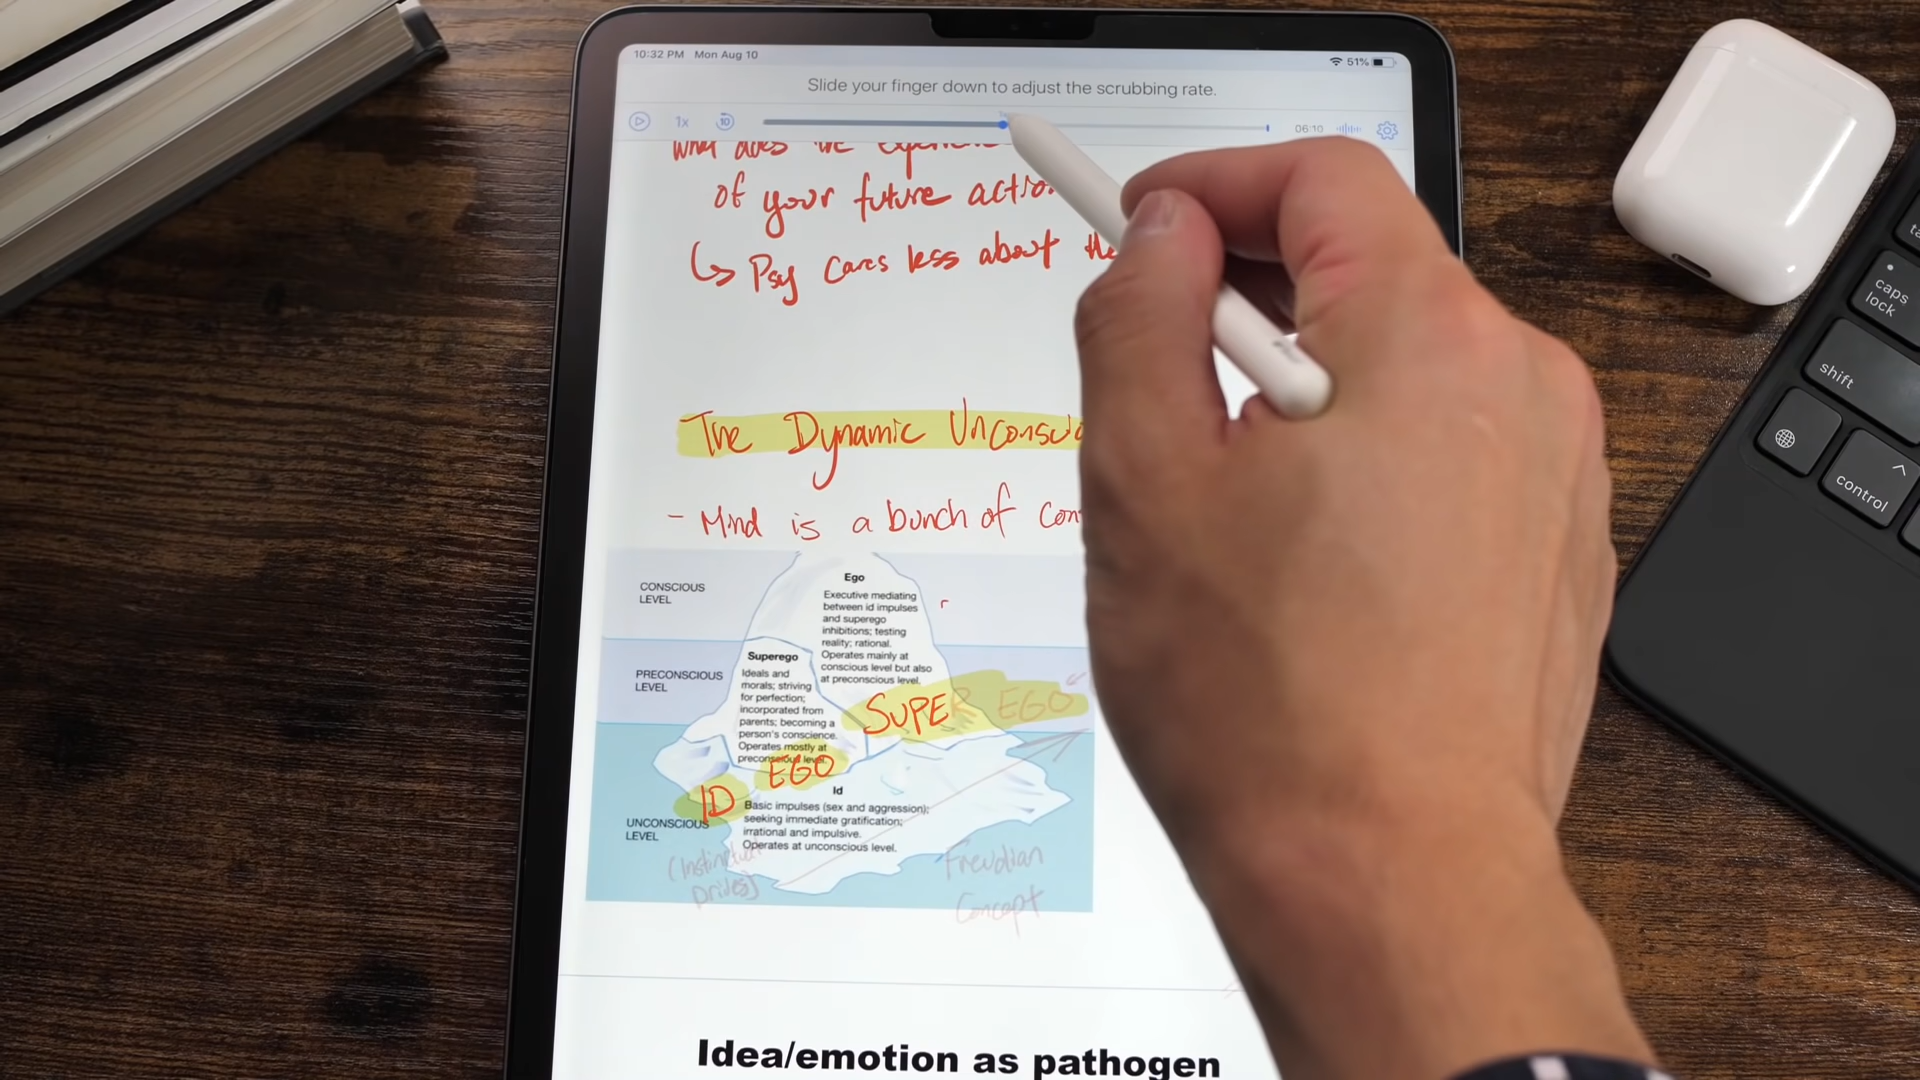 10:32 PM Mon Aug 10
51%
Slide your finger down to adjust the scrubbing rate.
1x
10
06:10
What does the
of your future
Psy cares less about the
The Dynamic
- Mind is a bunch of
CONSCIOUS
LEVEL
Ego
Executive mediating
between id impulses
and superego
inhibitions; testing
reality; rational.
Operates mainly at
conscious level but also
at preconscious level.
PRECONSCIOUS
LEVEL
Superego
Ideals and
morals; striving
for perfection;
incorporated from
parents; becoming a
person's conscience.
Operates mostly at
preconscious level.
SUPER EGO
EGO
ID
UNCONSCIOUS
LEVEL
Id
Basic impulses (sex and aggression);
seeking immediate gratification;
irrational and impulsive.
Operates at unconscious level.
Freudian
Concept
Idea/emotion as pathogen
caps
lock
shift
control